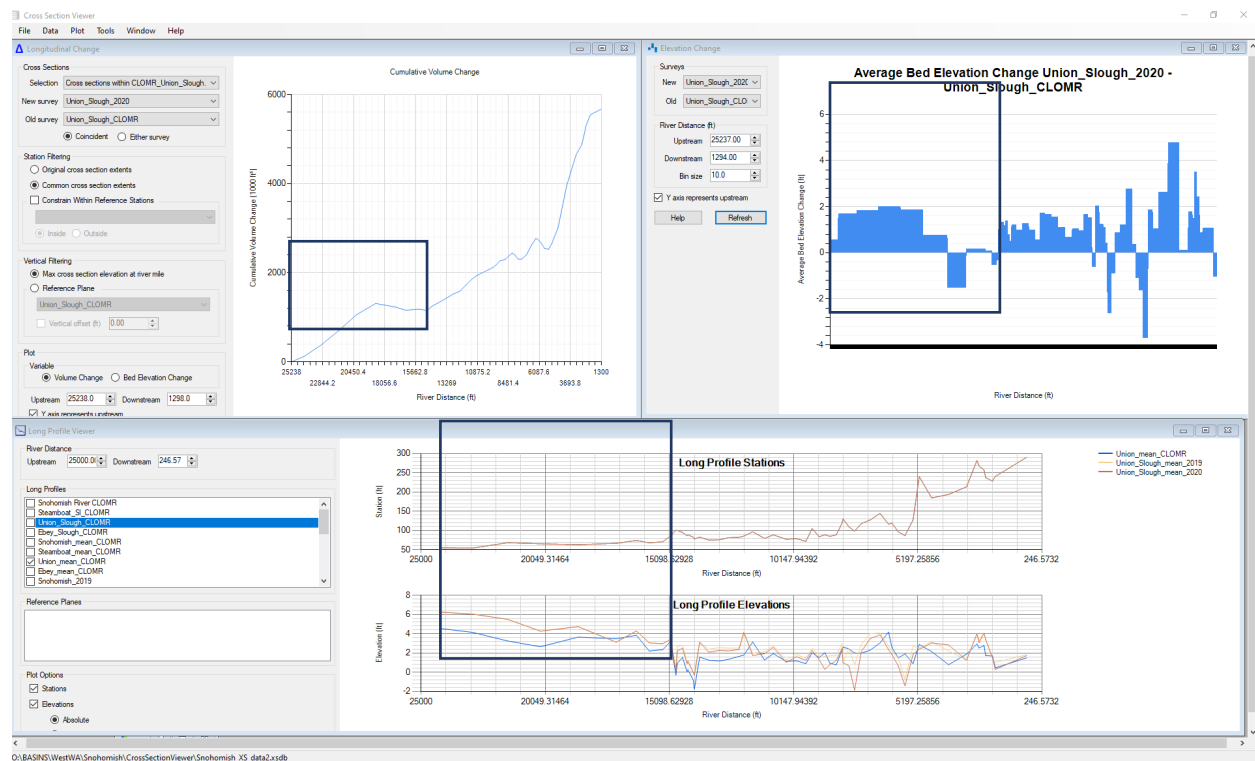 Cross Section Viewer
File Data Plot Tools Window Help
Longitudinal Change
Cross Sections
Selection Cross sections within CLOMR_Union_Slough.
New survey Union_Slough_2020
Old survey Union_Slough_CLOMR
Coincident Either survey
Station Filtering
Original cross section extents
Common cross section extents
Constrain Within Reference Stations
Inside Outside
Vertical Filtering
Max cross section elevation at river mile
Reference Plane
Union_Slough_CLOMR
Vertical offset (ft) 0.00
Plot
Variable
Volume Change Bed Elevation Change
Upstream 25238.0 Downstream 1298.0
Y axis represents upstream
Cumulative Volume Change
Cumulative Volume Change [1000 ft³]
6000
4000
2000
0
25238 20450.4 15662.8 10875.2 6087.6 1300
22844.2 18056.6 13269 8481.4 3693.8
River Distance (ft)
Elevation Change
Surveys
New Union_Slough_202
Old Union_Slough_CLO
River Distance (ft)
Upstream 25237.00
Downstream 1294.00
Bin size 10.0
Y axis represents upstream
Help Refresh
Average Bed Elevation Change Union_Slough_2020 -
Union_Slough_CLOMR
Average Bed Elevation Change (ft)
6
4
2
0
-2
-4
River Distance (ft)
Long Profile Viewer
River Distance
Upstream 25000.0 Downstream 246.57
Long Profiles
Snohomish River CLOMR
Steamboat_Sl_CLOMR
Union_Slough_CLOMR
Ebey_Slough_CLOMR
Snohomish_mean_CLOMR
Steamboat_mean_CLOMR
Union_mean_CLOMR
Ebey_mean_CLOMR
Snohomish_2019
Reference Planes
Plot Options
Stations
Elevations
Absolute
Long Profile Stations
Station (ft)
300
250
200
150
100
50
25000 20049.31464 15098.62928 10147.94392 5197.25856 246.5732
River Distance (ft)
Long Profile Elevations
Elevation (ft)
8
6
4
2
0
-2
25000 20049.31464 15098.62928 10147.94392 5197.25856 246.5732
River Distance (ft)
Union_mean_CLOMR
Union_Slough_mean_2019
Union_Slough_mean_2020
O:\BASINS\WestWA\Snohomish\CrossSectionViewer\Snohomish_XS_data2.xsdb